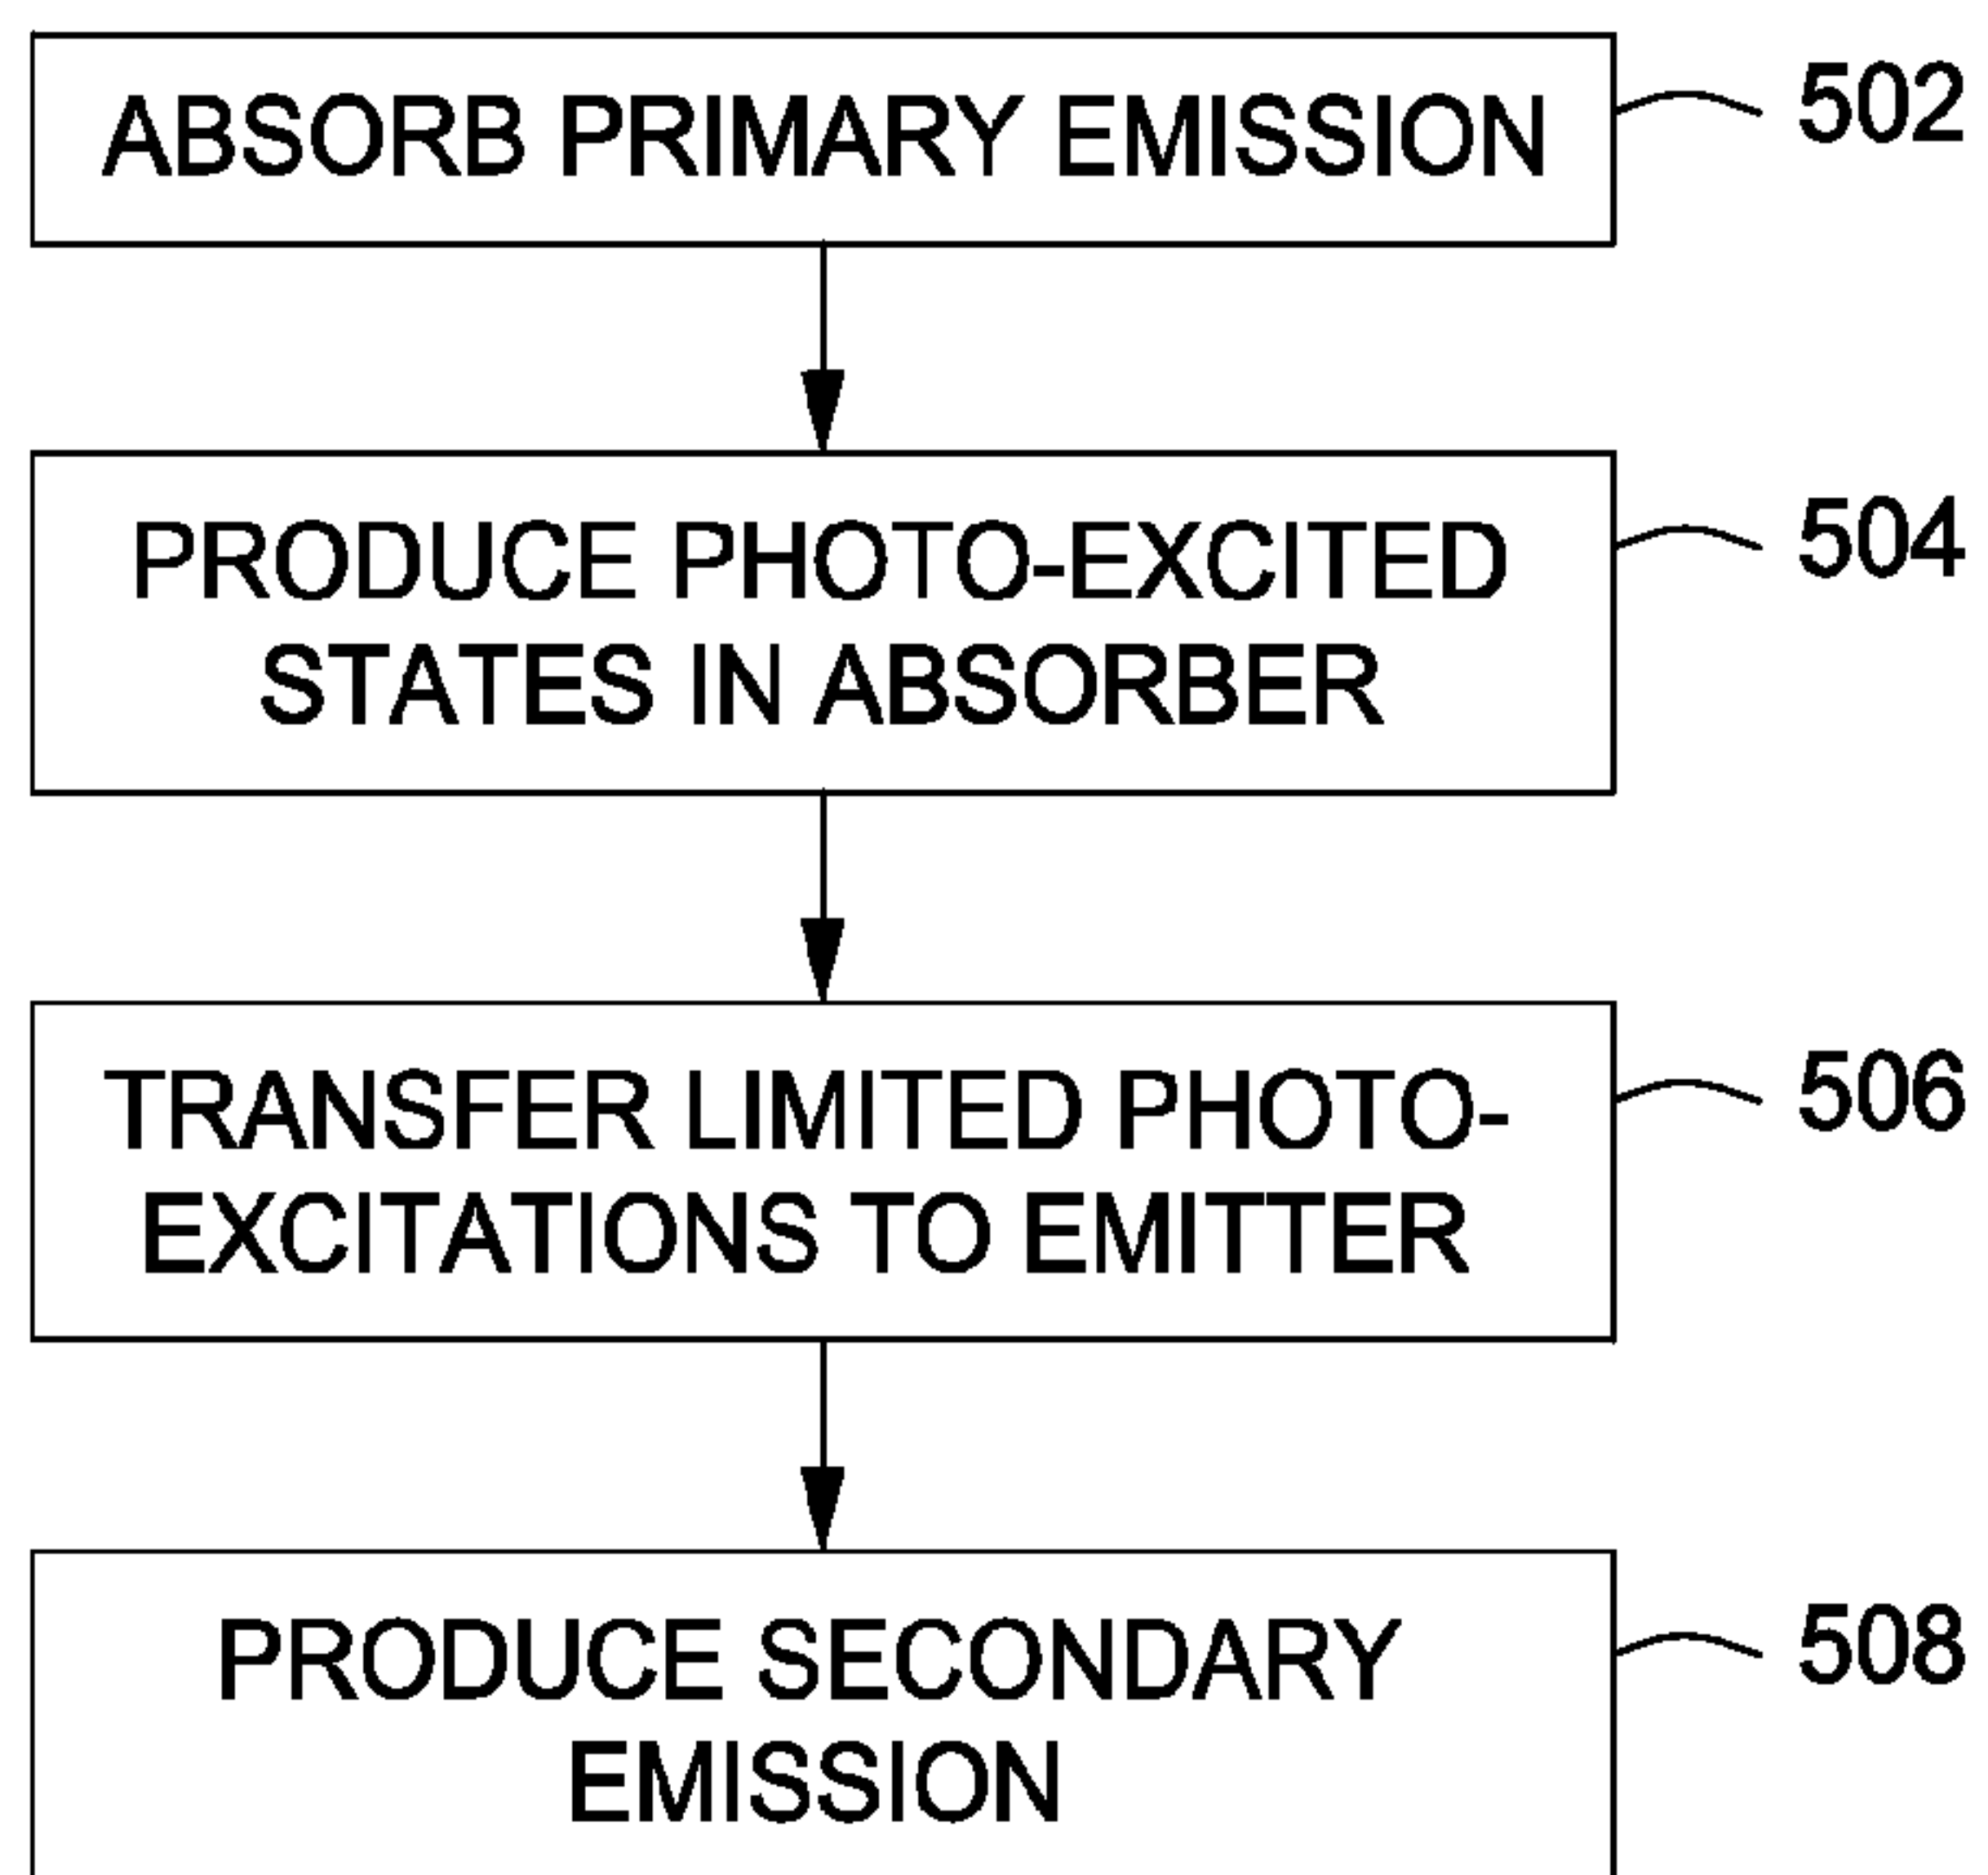 ABSORB PRIMARY EMISSION
502
PRODUCE PHOTO-EXCITED
STATES IN ABSORBER
504
TRANSFER LIMITED PHOTO-
EXCITATIONS TO EMITTER
506
PRODUCE SECONDARY
EMISSION
508